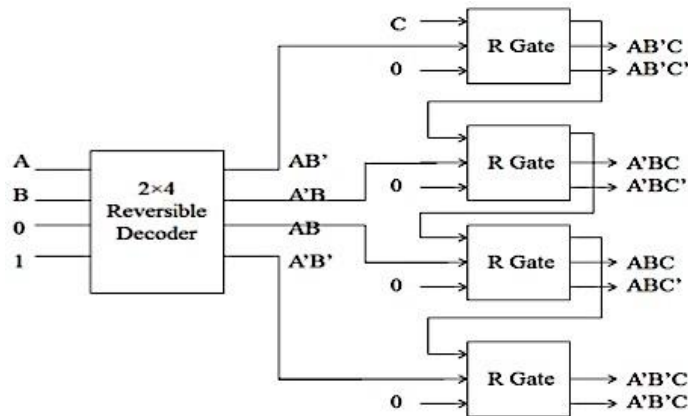 C
R Gate
AB'C
0
AB'C'
A
AB'
R Gate
A'BC
B
2×4
Reversible
Decoder
A'B
0
A'BC'
0
AB
1
A'B'
R Gate
ABC
0
ABC'
R Gate
A'B'C
0
A'B'C